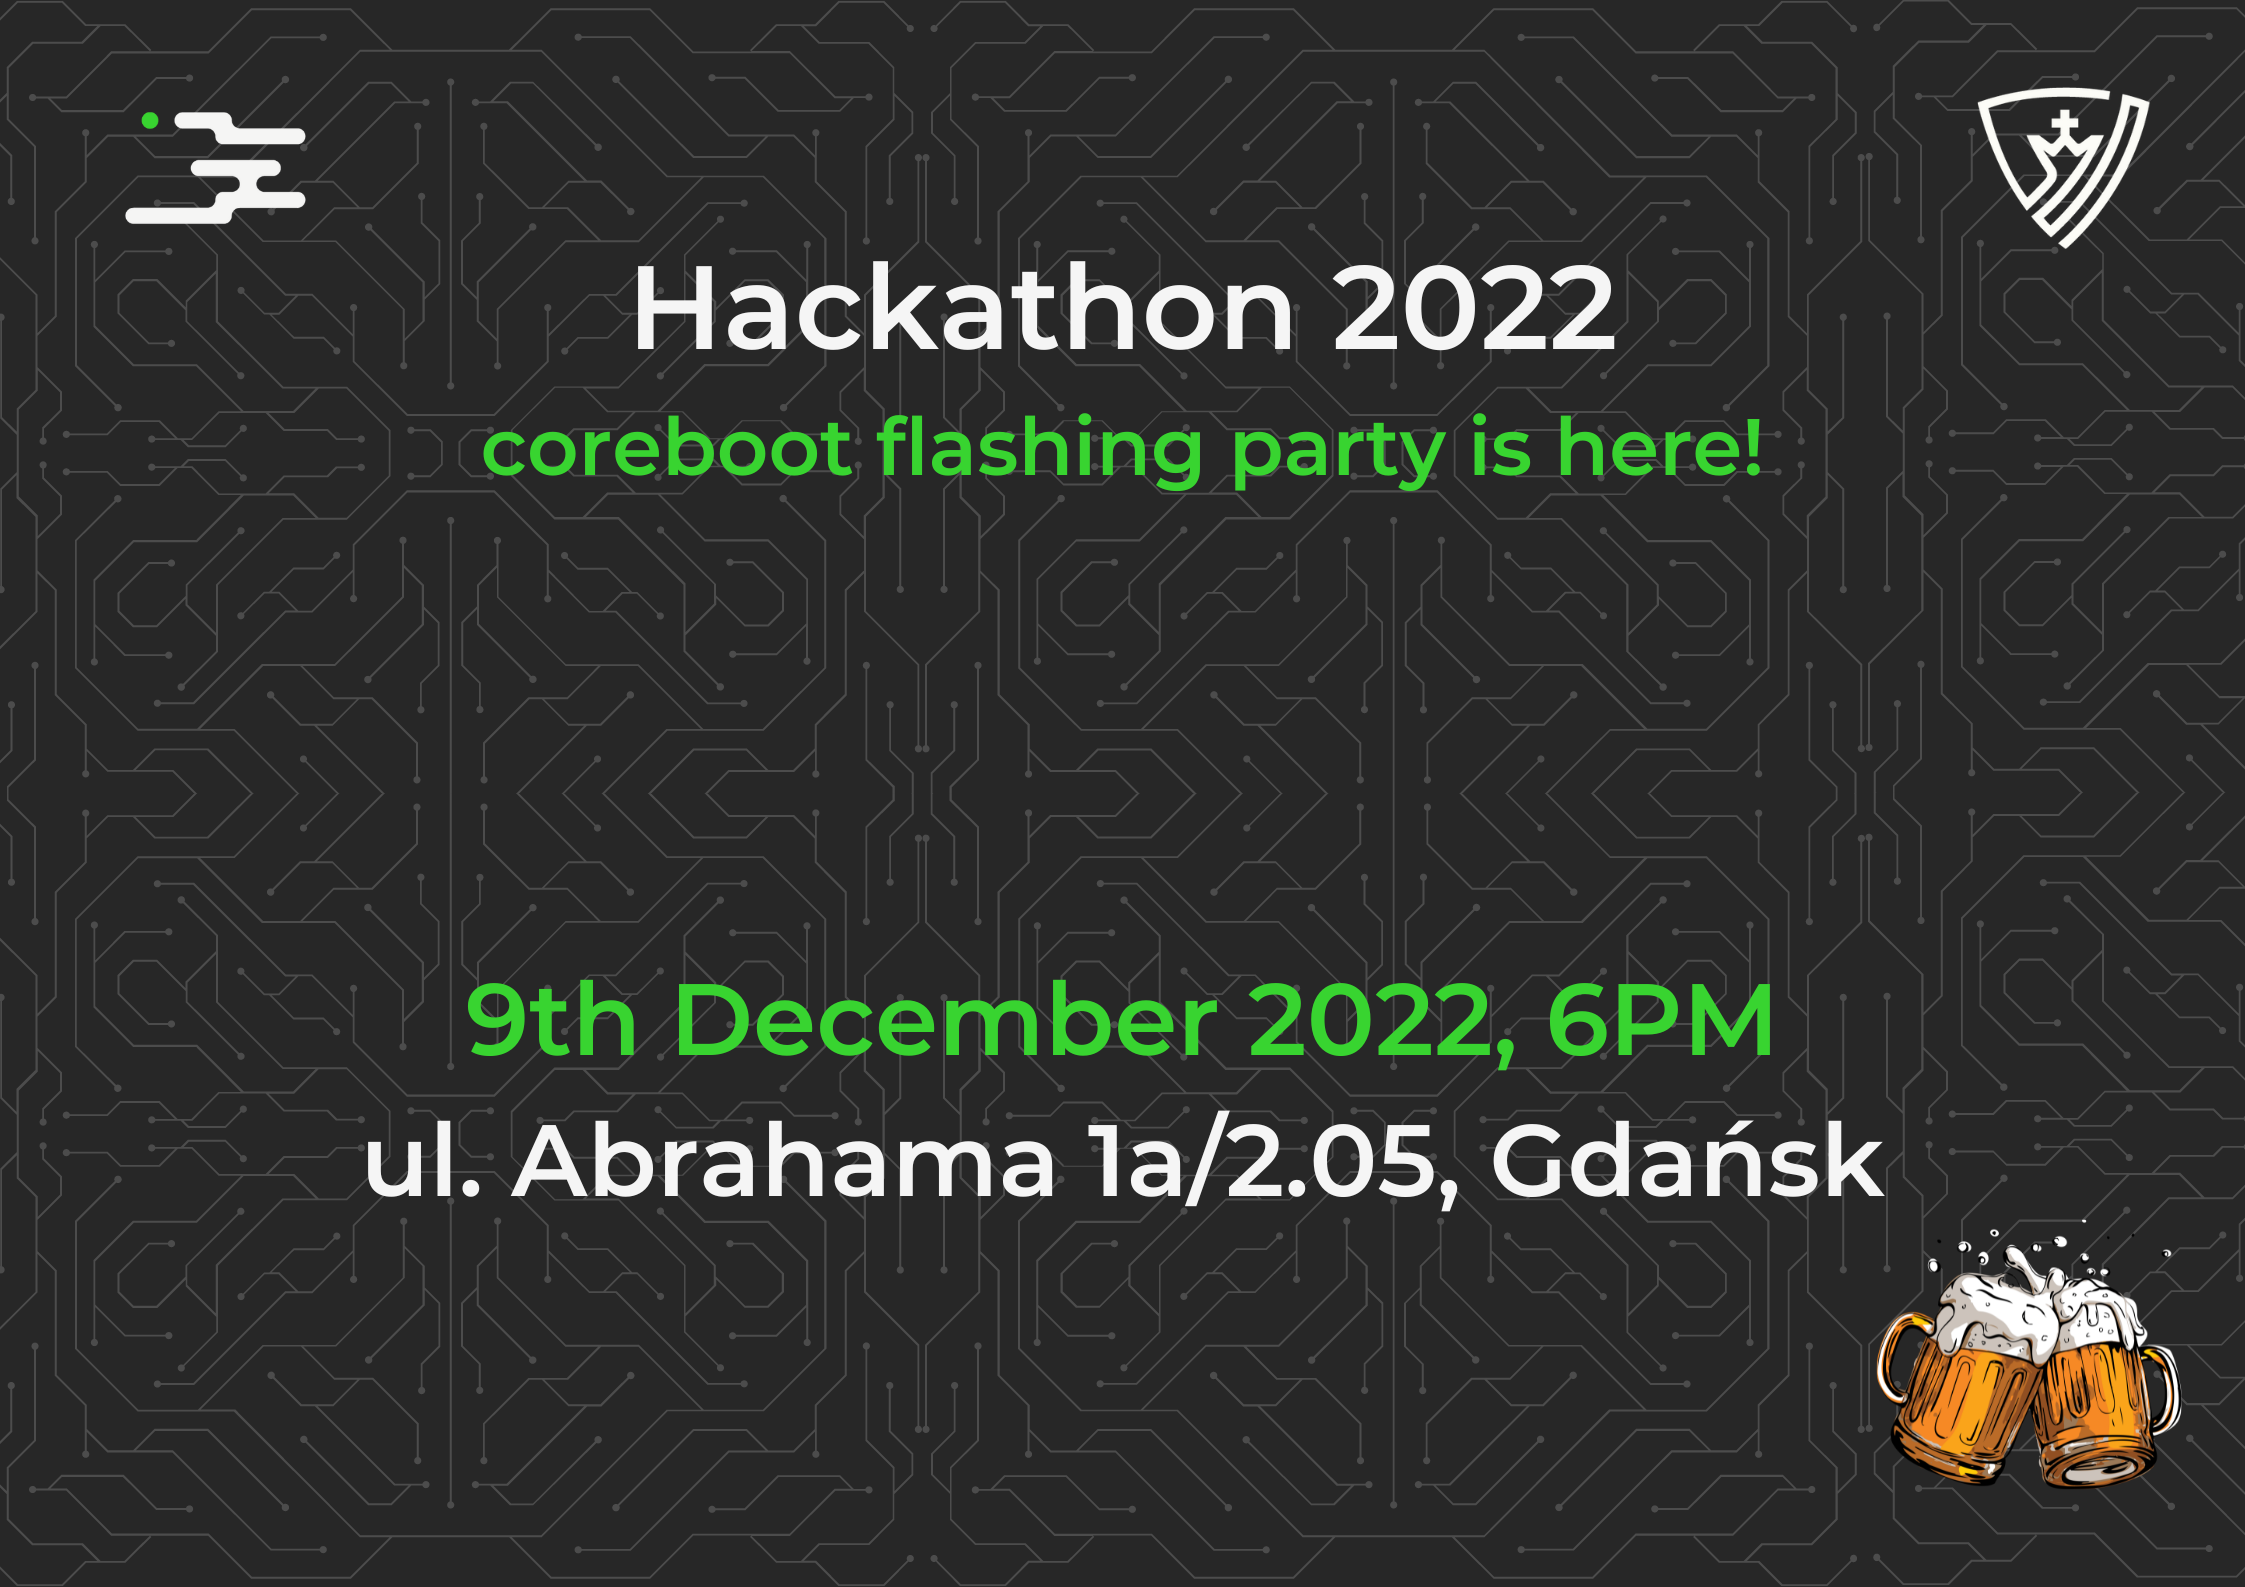 Hackathon 2022
coreboot flashing party is here!
9th December 2022, 6PM
ul. Abrahama 1a/2.05, Gdańsk